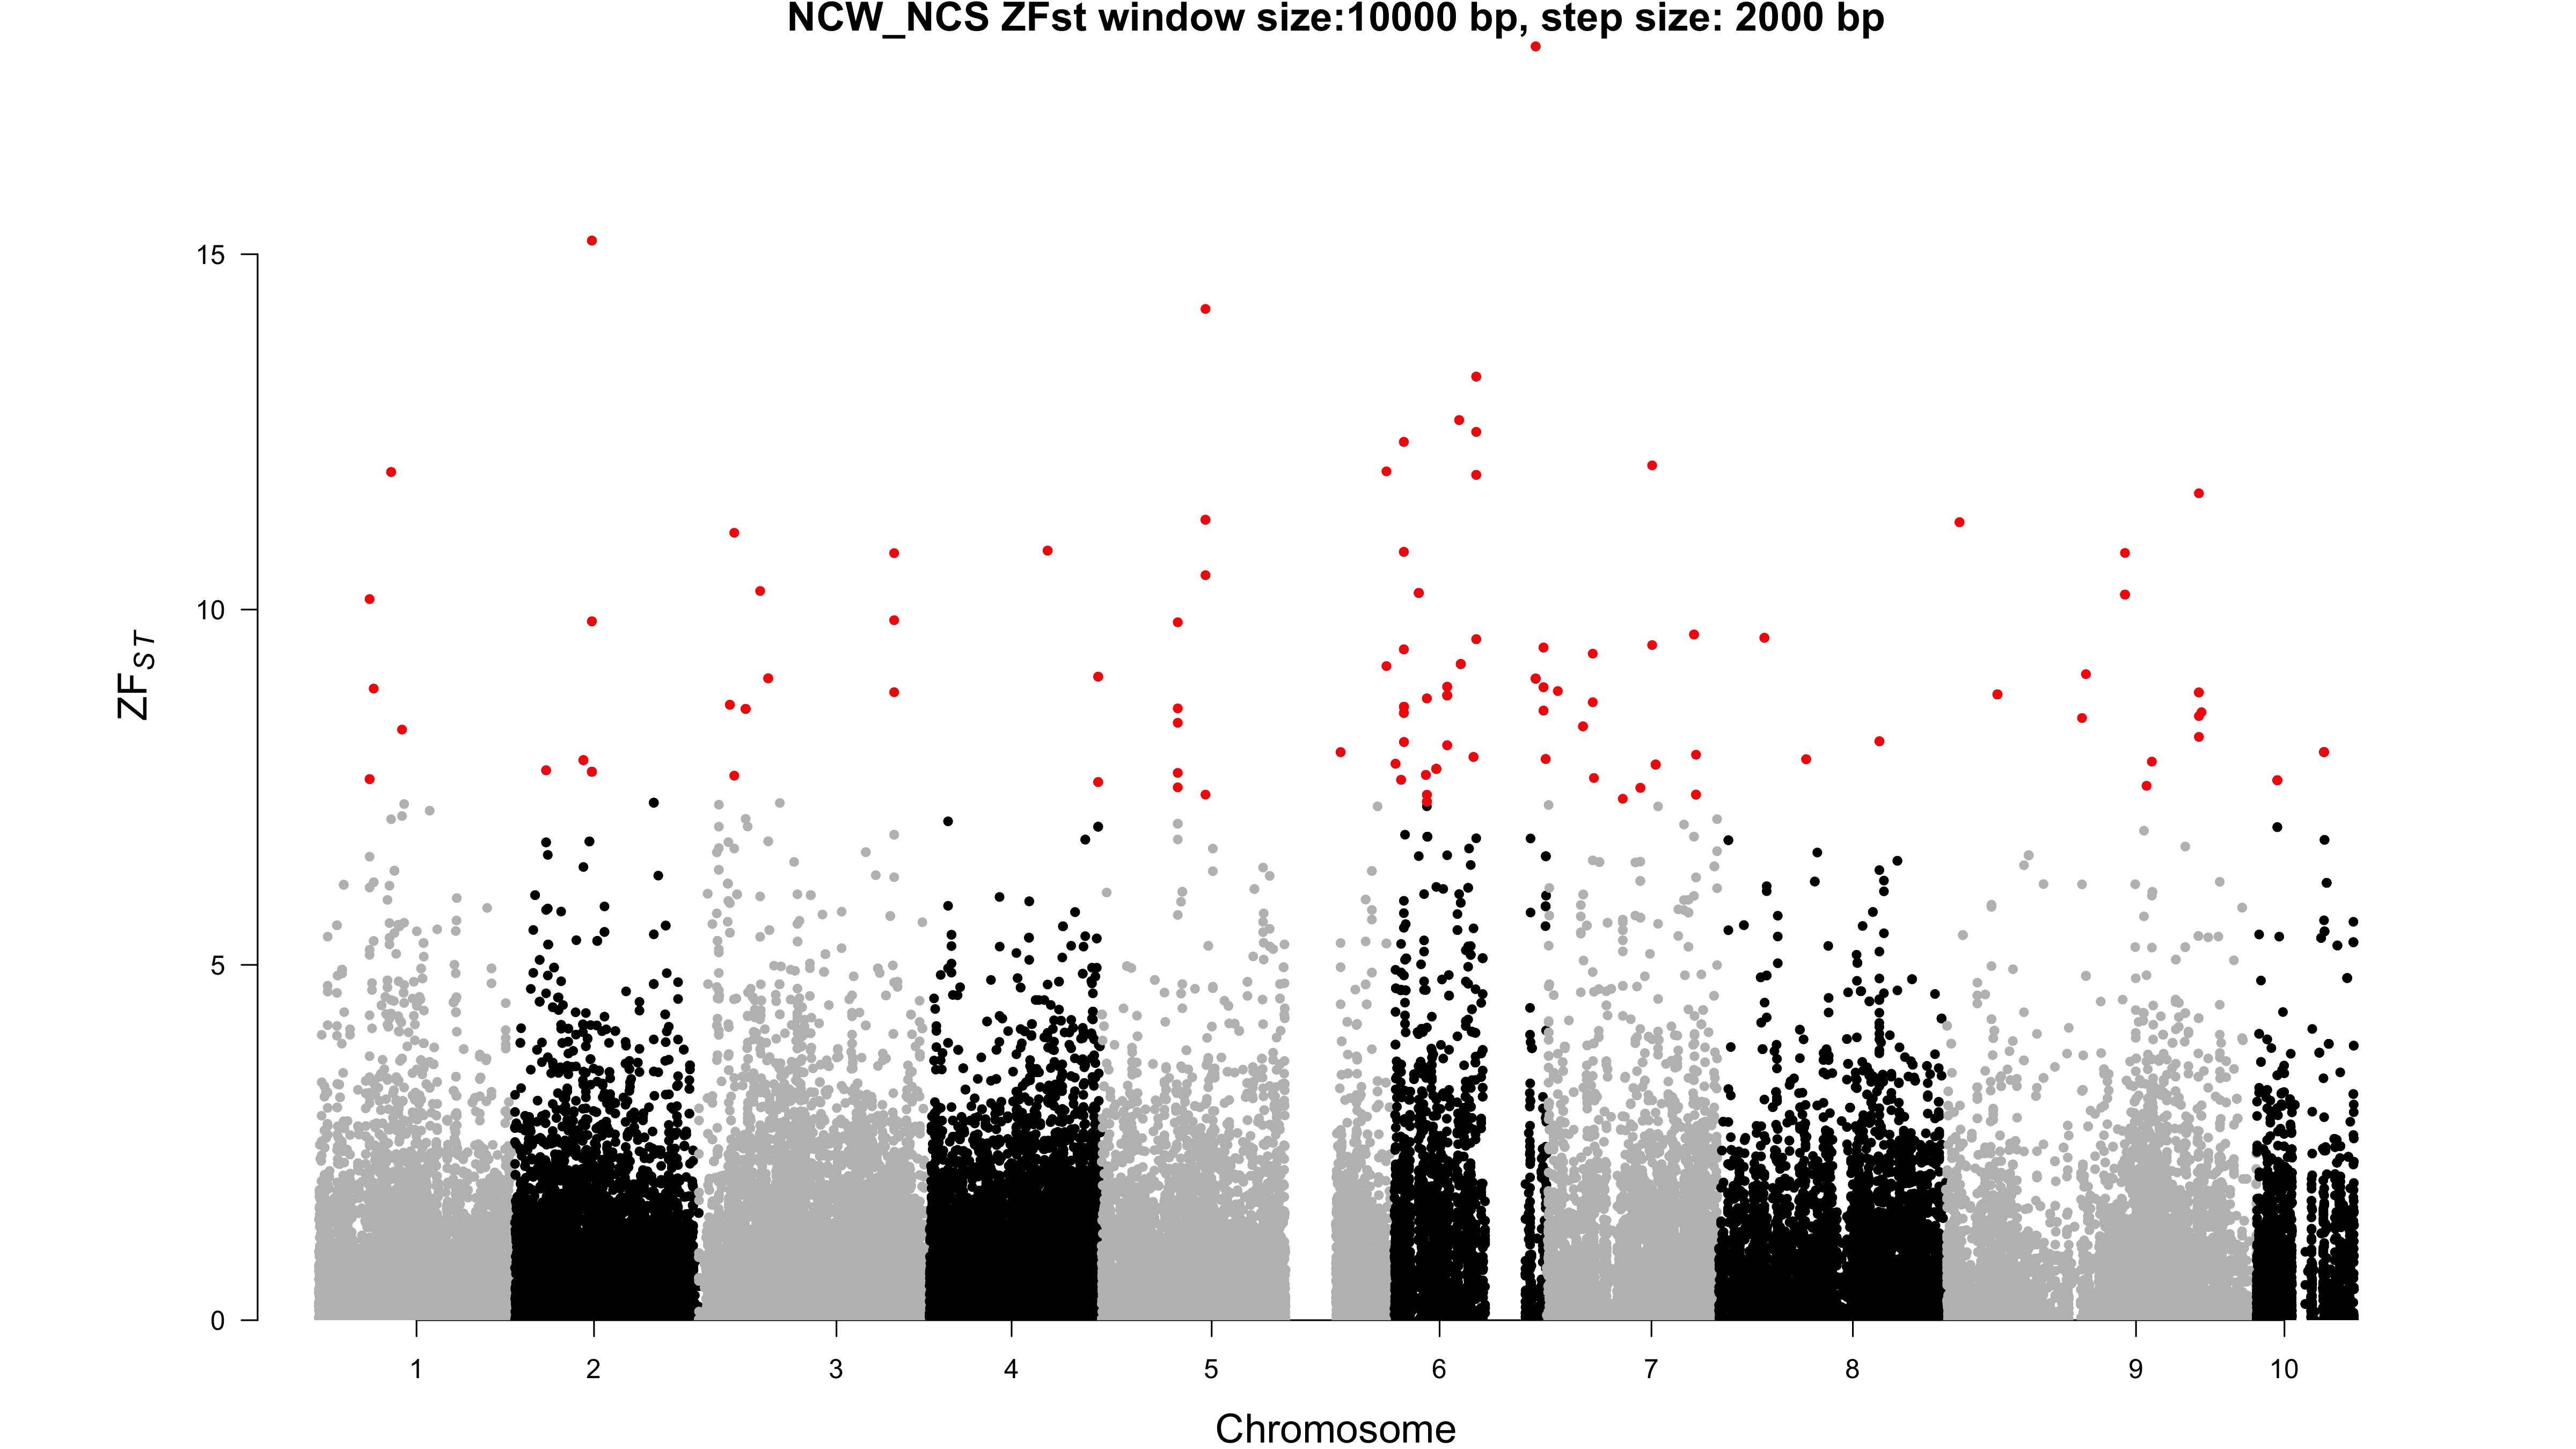 NCW_NCS ZFst window size:10000 bp, step size: 2000 bp
15
10
5
0
ZFST
1 2 3 4 5 6 7 8 9 10
Chromosome